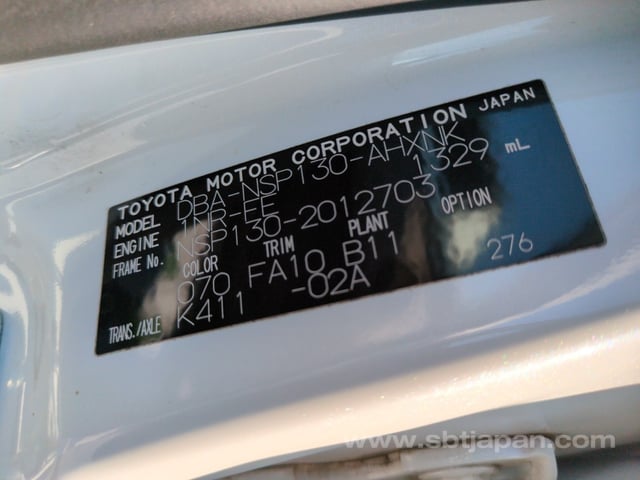 TOYOTA MOTOR CORPORATION JAPAN
MODEL DBA-NSP130-AHXNK
ENGINE 1NR-FE 1329 mL
FRAME No. NSP130-2012703
COLOR TRIM PLANT OPTION
070 FA10 B11
TRANS./AXLE K411 -02A 276
www.sbtjapan.com